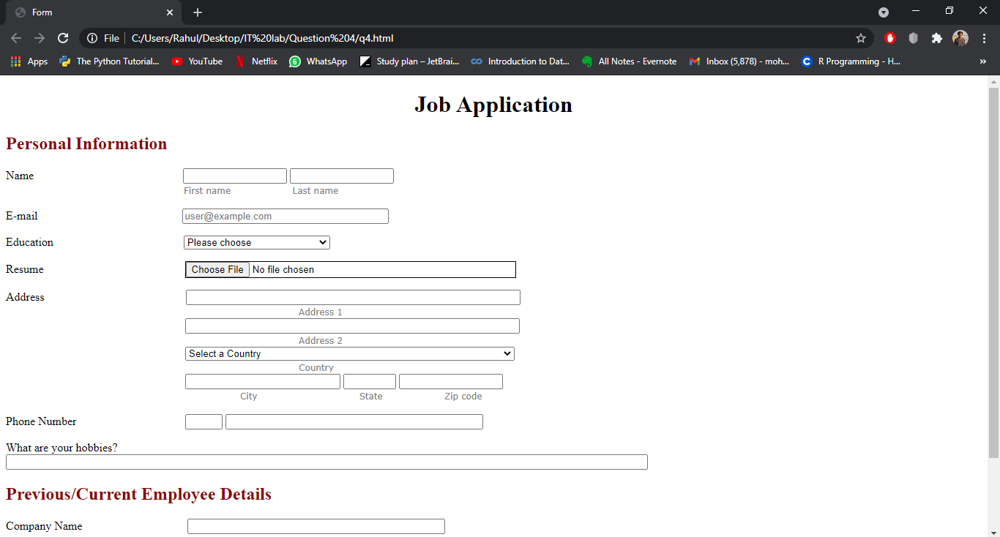 Form
File C:/Users/Rahul/Desktop/IT%20lab/Question%204/q4.html
Apps The Python Tutorial... YouTube Netflix 6 WhatsApp Study plan – JetBrai... Introduction to Dat... All Notes - Evernote Inbox (5,878) - moh... C R Programming - H... »
Job Application
Personal Information
Name
First name Last name
E-mail user@example.com
Education Please choose
Resume Choose File No file chosen
Address
Address 1
Address 2
Select a Country
Country
City State Zip code
Phone Number
What are your hobbies?
Previous/Current Employee Details
Company Name